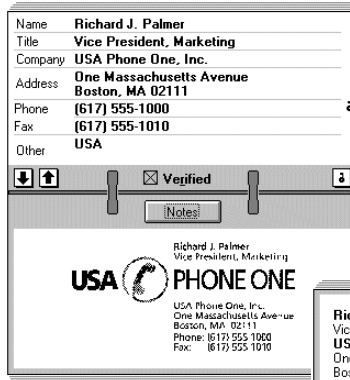 Name Richard J. Palmer
Title Vice President, Marketing
Company USA Phone One, Inc.
Address One Massachusetts Avenue
Boston, MA 02111
Phone (617) 555-1000
Fax (617) 555-1010
Other USA
Verified
Notes
Richard J. Palmer
Vice President, Marketing
USA PHONE ONE
USA Phone One, Inc.
One Massachusetts Avenue
Boston, MA 02111
Phone: (617) 555 1000
Fax: (617) 555 1010